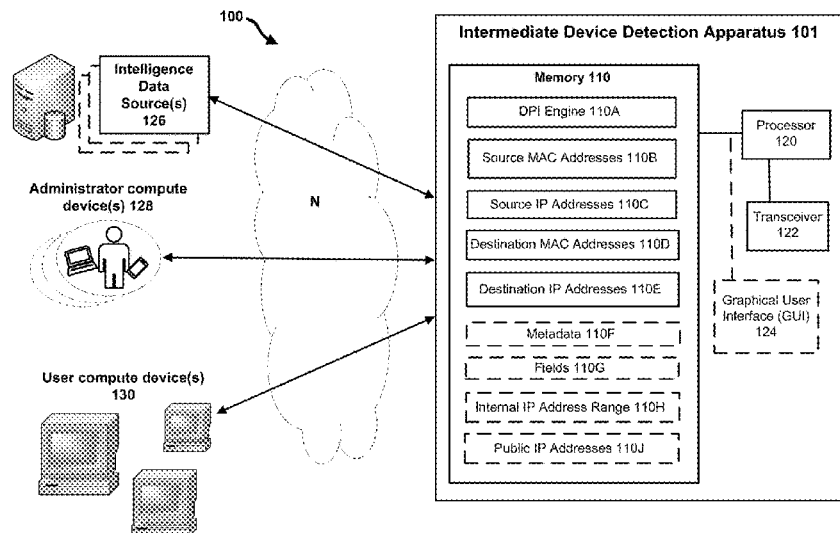 100
Intelligence
Data
Source(s)
126
Administrator compute
device(s) 128
User compute device(s)
130
N
Intermediate Device Detection Apparatus 101
Memory 110
DPI Engine 110A
Source MAC Addresses 110B
Source IP Addresses 110C
Destination MAC Addresses 110D
Destination IP Addresses 110E
Metadata 110F
Fields 110G
Internal IP Address Range 110H
Public IP Addresses 110J
Processor
120
Transceiver
122
Graphical User
Interface (GUI)
124